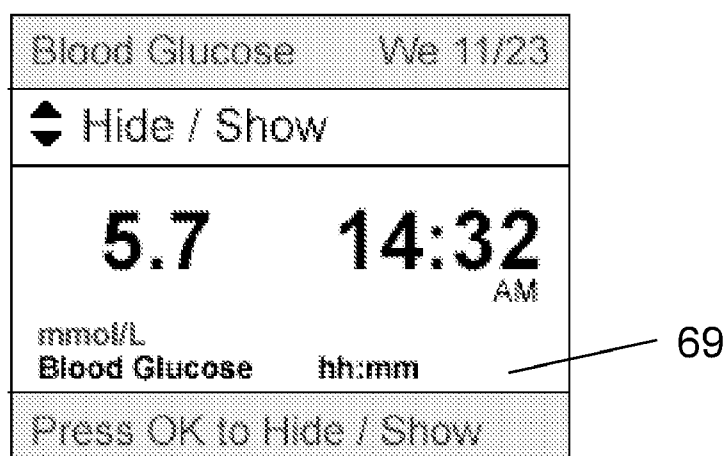 Blood Glucose We 11/23
Hide / Show
5.7 14:32
AM
mmol/L
Blood Glucose hh:mm
69
Press OK to Hide / Show